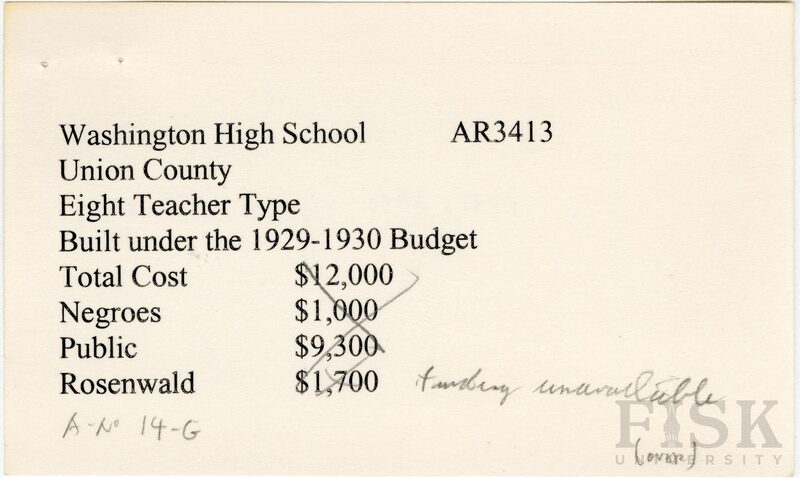 Washington High School AR3413
Union County
Eight Teacher Type
Built under the 1929-1930 Budget
Total Cost $12,000
Negroes $1,000
Public $9,300
Rosenwald $1,700 funding unavailable
A-No 14-G
FISK
UNIVERSITY
(over)